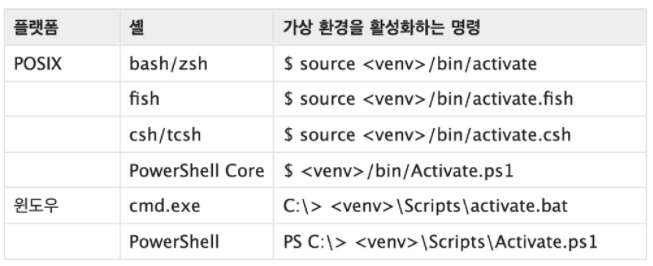 플랫폼 셸 가상 환경을 활성화하는 명령
POSIX bash/zsh $ source <venv>/bin/activate
fish $ source <venv>/bin/activate.fish
csh/tcsh $ source <venv>/bin/activate.csh
PowerShell Core $ <venv>/bin/Activate.ps1
윈도우 cmd.exe C:\> <venv>\Scripts\activate.bat
PowerShell PS C:\> <venv>\Scripts\Activate.ps1